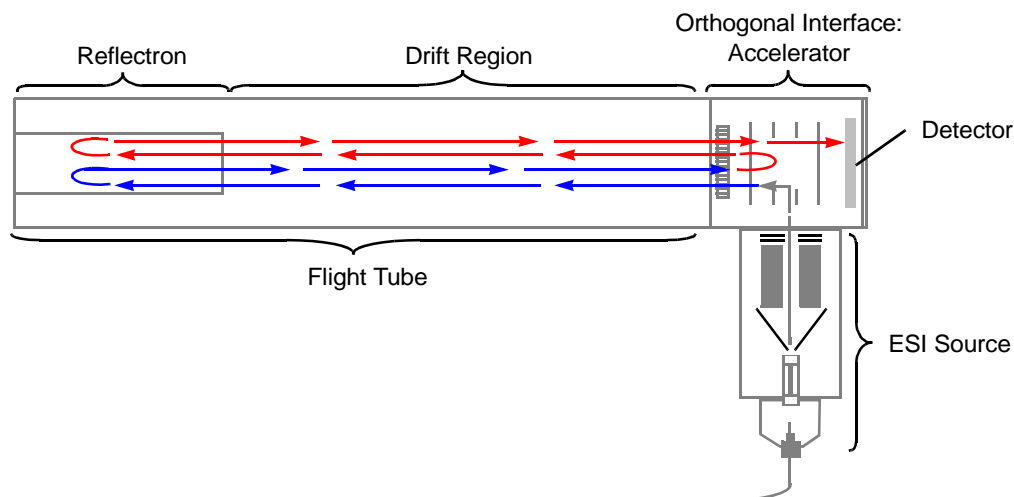 Orthogonal Interface:
Accelerator
Reflectron
Drift Region
Detector
Flight Tube
ESI Source